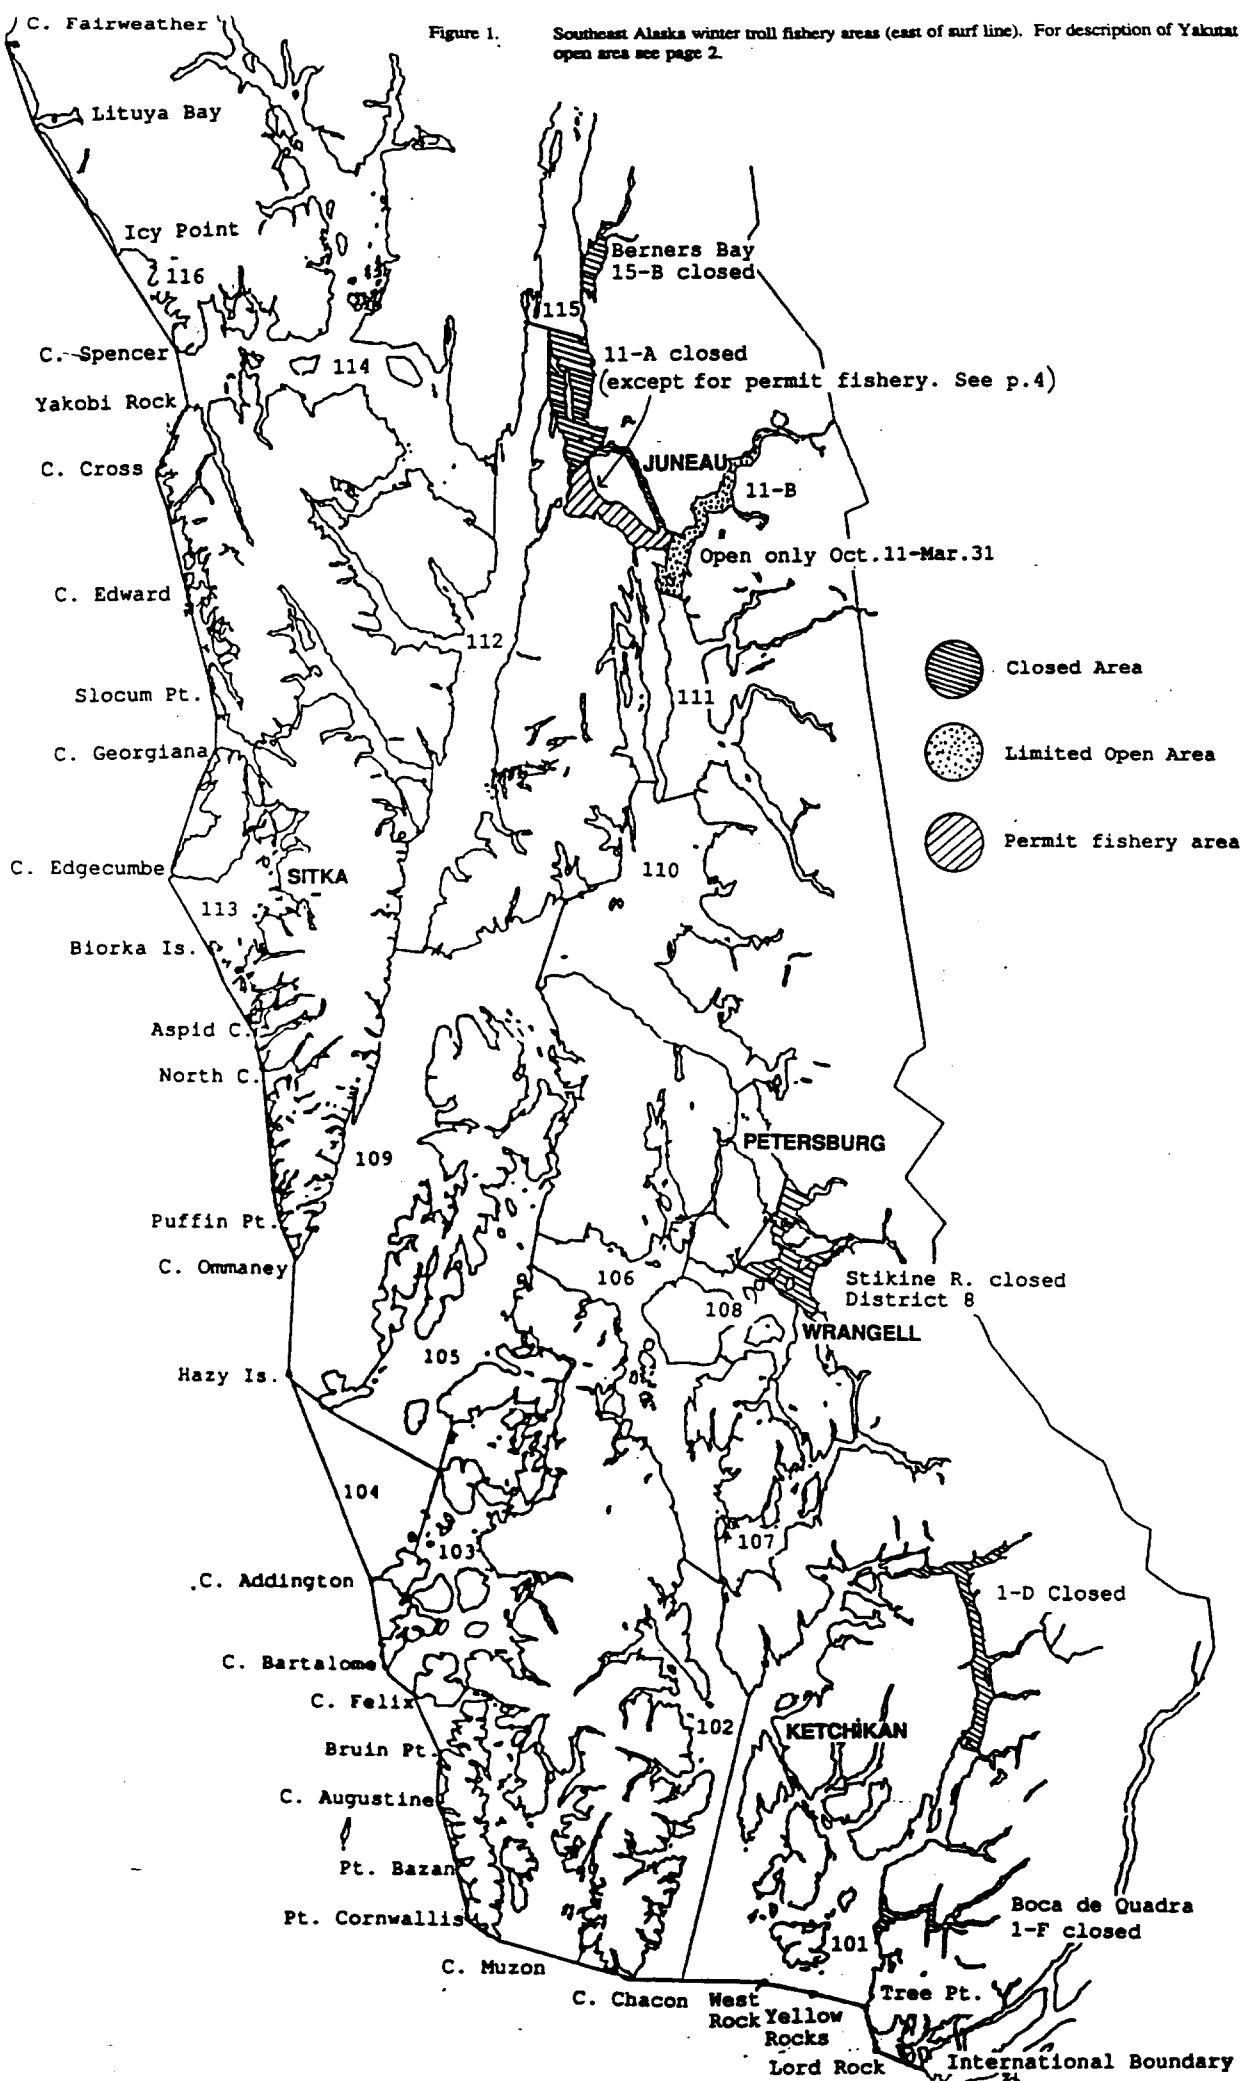 C. Fairweather
Figure 1. Southeast Alaska winter troll fishery areas (east of surf line). For description of Yakutat
open area see page 2.
Lituya Bay
Icy Point
116
Berners Bay
15-B closed
115
C. Spencer
114
11-A closed
(except for permit fishery. See p.4)
Yakobi Rock
JUNEAU
C. Cross
11-B
Open only Oct.11-Mar.31
C. Edward
112
Closed Area
Slocum Pt.
111
C. Georgiana
Limited Open Area
Permit fishery area
C. Edgecumbe
SITKA
110
113
Biorka Is.
Aspid C.
North C.
PETERSBURG
109
Puffin Pt.
C. Ommaney
106
Stikine R. closed
District 8
108
WRANGELL
105
Hazy Is.
104
103
107
C. Addington
1-D Closed
C. Bartalome
C. Felix
102
KETCHIKAN
Bruin Pt.
C. Augustine
Pt. Bazan
Boca de Quadra
1-F closed
Pt. Cornwallis
101
C. Muzon
Tree Pt.
C. Chacon
West
Rock
Yellow
Rocks
Lord Rock
International Boundary